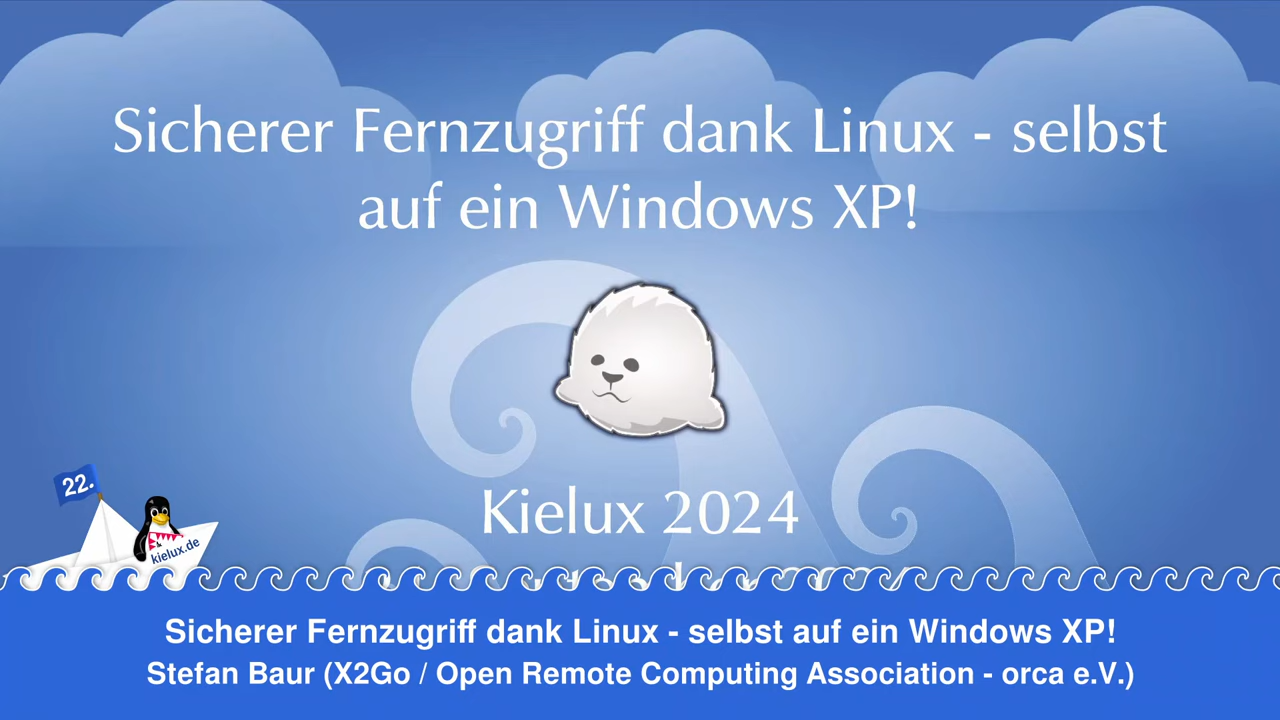 Sicherer Fernzugriff dank Linux - selbst
auf ein Windows XP!
Kielux 2024
22.
kielux.de
Sicherer Fernzugriff dank Linux - selbst auf ein Windows XP!
Stefan Baur (X2Go / Open Remote Computing Association - orca e.V.)